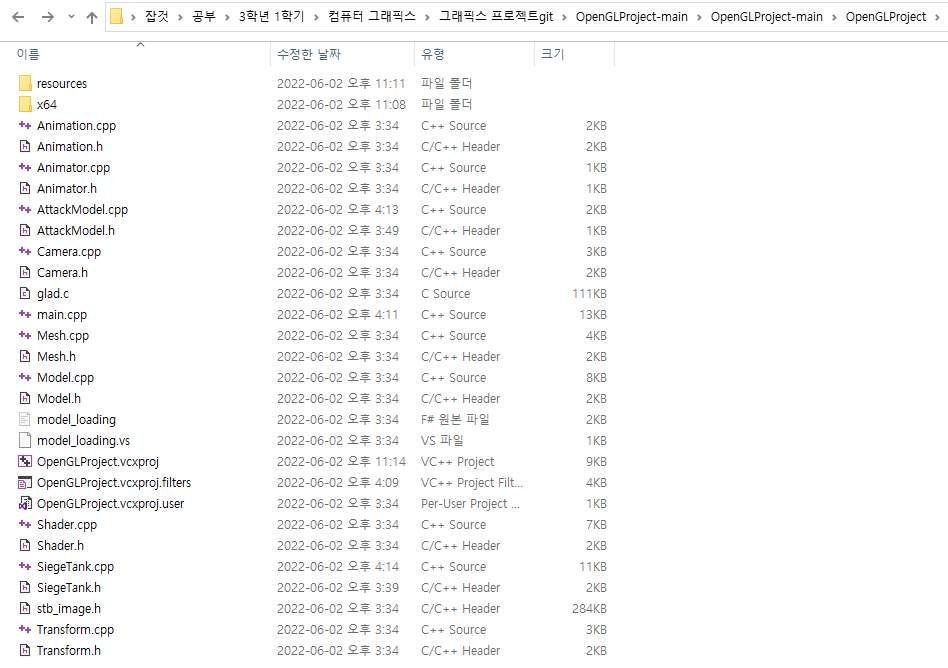 잡것 > 공부 > 3학년 1학기 > 컴퓨터 그래픽스 > 그래픽스 프로젝트git > OpenGLProject-main > OpenGLProject-main > OpenGLProject >
이름 수정한 날짜 유형 크기
resources 2022-06-02 오후 11:11 파일 폴더
x64 2022-06-02 오후 11:08 파일 폴더
Animation.cpp 2022-06-02 오후 3:34 C++ Source 2KB
Animation.h 2022-06-02 오후 3:34 C/C++ Header 2KB
Animator.cpp 2022-06-02 오후 3:34 C++ Source 1KB
Animator.h 2022-06-02 오후 3:34 C/C++ Header 1KB
AttackModel.cpp 2022-06-02 오후 4:13 C++ Source 2KB
AttackModel.h 2022-06-02 오후 3:49 C/C++ Header 1KB
Camera.cpp 2022-06-02 오후 3:34 C++ Source 3KB
Camera.h 2022-06-02 오후 3:34 C/C++ Header 2KB
glad.c 2022-06-02 오후 3:34 C Source 111KB
main.cpp 2022-06-02 오후 4:11 C++ Source 13KB
Mesh.cpp 2022-06-02 오후 3:34 C++ Source 4KB
Mesh.h 2022-06-02 오후 3:34 C/C++ Header 2KB
Model.cpp 2022-06-02 오후 3:34 C++ Source 8KB
Model.h 2022-06-02 오후 3:34 C/C++ Header 2KB
model_loading 2022-06-02 오후 3:34 F# 원본 파일 2KB
model_loading.vs 2022-06-02 오후 3:34 VS 파일 1KB
OpenGLProject.vcxproj 2022-06-02 오후 11:14 VC++ Project 9KB
OpenGLProject.vcxproj.filters 2022-06-02 오후 4:09 VC++ Project Filt... 4KB
OpenGLProject.vcxproj.user 2022-06-02 오후 3:34 Per-User Project ... 1KB
Shader.cpp 2022-06-02 오후 3:34 C++ Source 7KB
Shader.h 2022-06-02 오후 3:34 C/C++ Header 2KB
SiegeTank.cpp 2022-06-02 오후 4:14 C++ Source 11KB
SiegeTank.h 2022-06-02 오후 3:39 C/C++ Header 2KB
stb_image.h 2022-06-02 오후 3:34 C/C++ Header 284KB
Transform.cpp 2022-06-02 오후 3:34 C++ Source 3KB
Transform.h 2022-06-02 오후 3:34 C/C++ Header 2KB